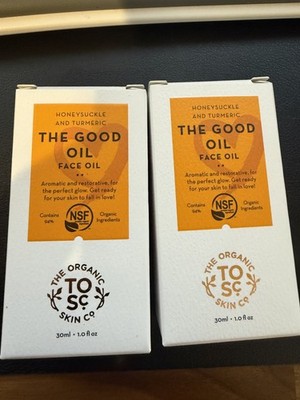 HONEYSUCKLE
AND TURMERIC
THE GOOD
OIL
FACE OIL
Aromatic and restorative, for
the perfect glow. Get ready
for your skin to fall in love!
Contains
NSF
Organic
Ingredients
THE ORGANIC
TO
SC
SKIN CO
30ml • 1.0 fl oz
HONEYSUCKLE
AND TURMERIC
THE GOOD
OIL
FACE OIL
Aromatic and restorative, for
the perfect glow. Get ready
for your skin to fall in love!
Contains
NSF
Organic
Ingredients
THE ORGANIC
TO
SC
SKIN CO
30ml • 1.0 fl oz